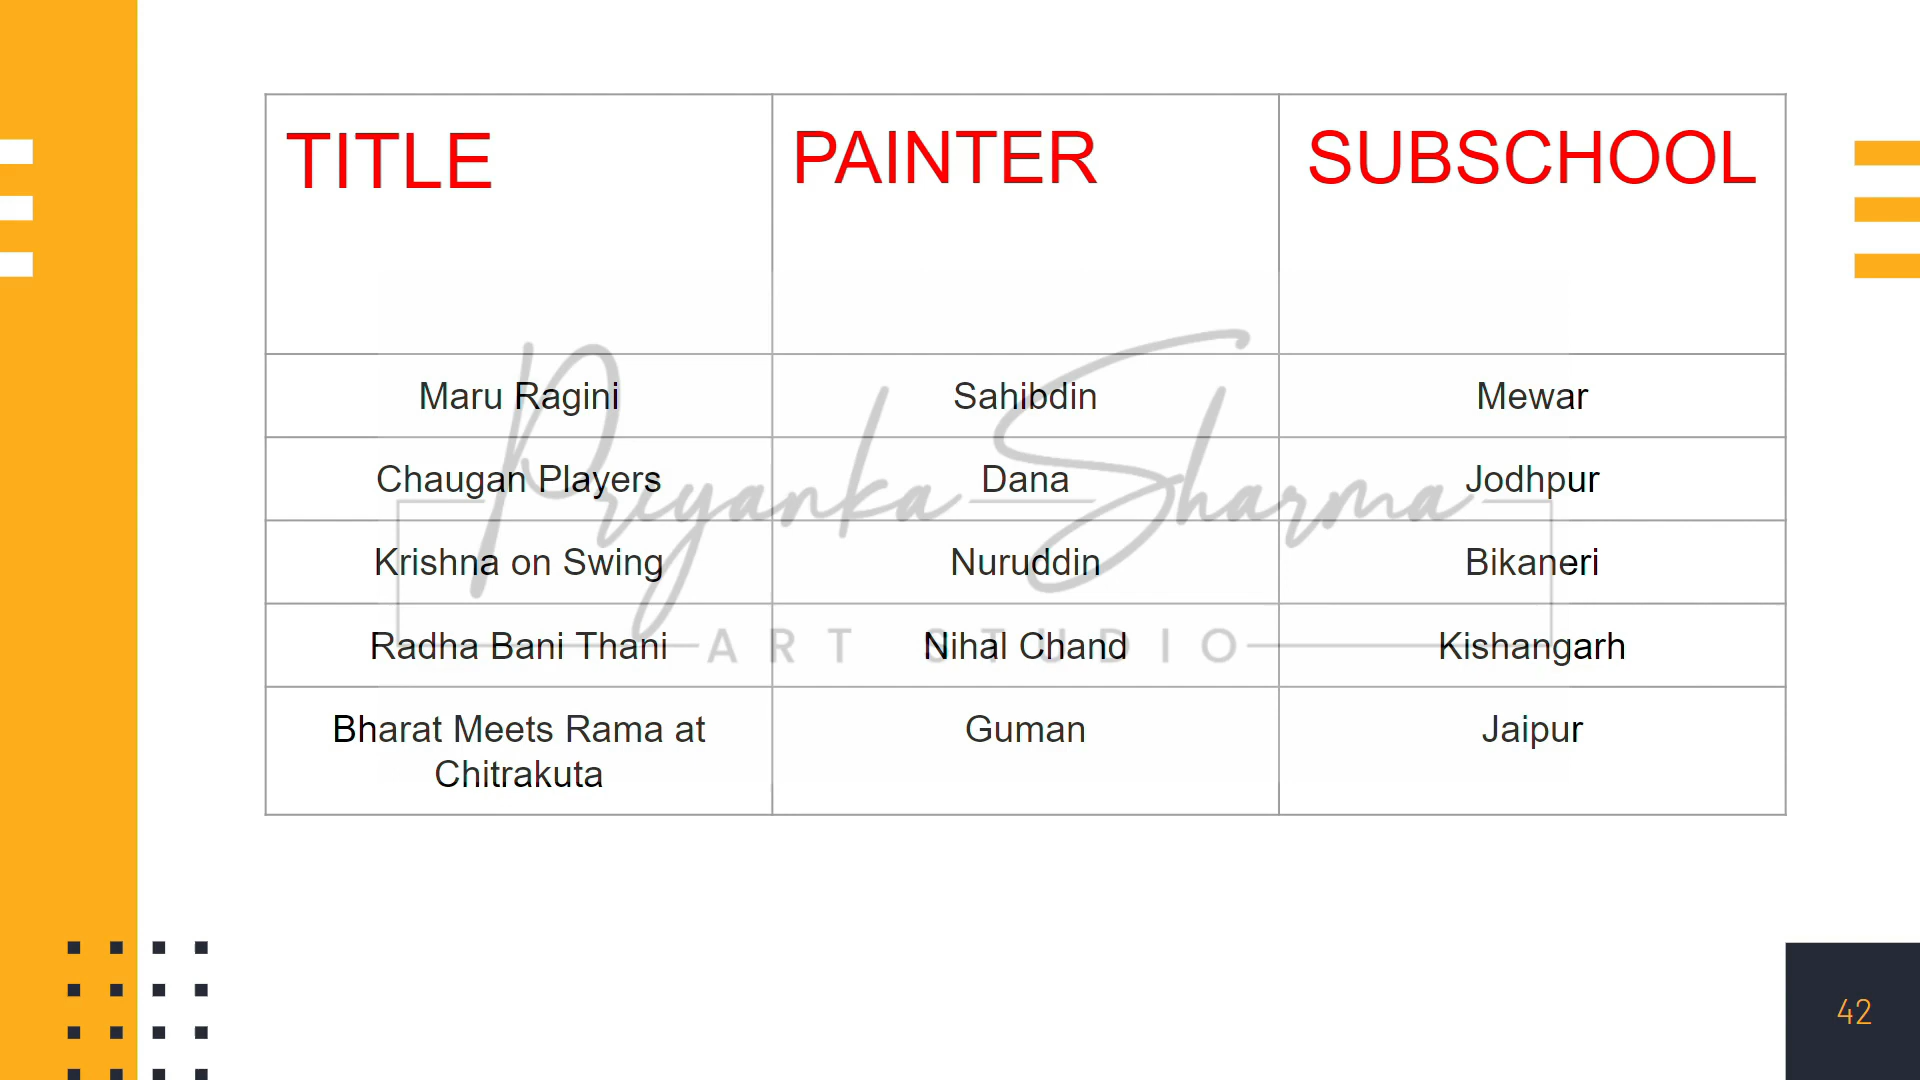 TITLE PAINTER SUBSCHOOL
Maru Ragini Sahibdin Mewar
Chaugan Players Dana Jodhpur
Krishna on Swing Nuruddin Bikaneri
Radha Bani Thani Nihal Chand Kishangarh
Bharat Meets Rama at Guman Jaipur
Chitrakuta
Priyanka Sharma
ART STUDIO
42